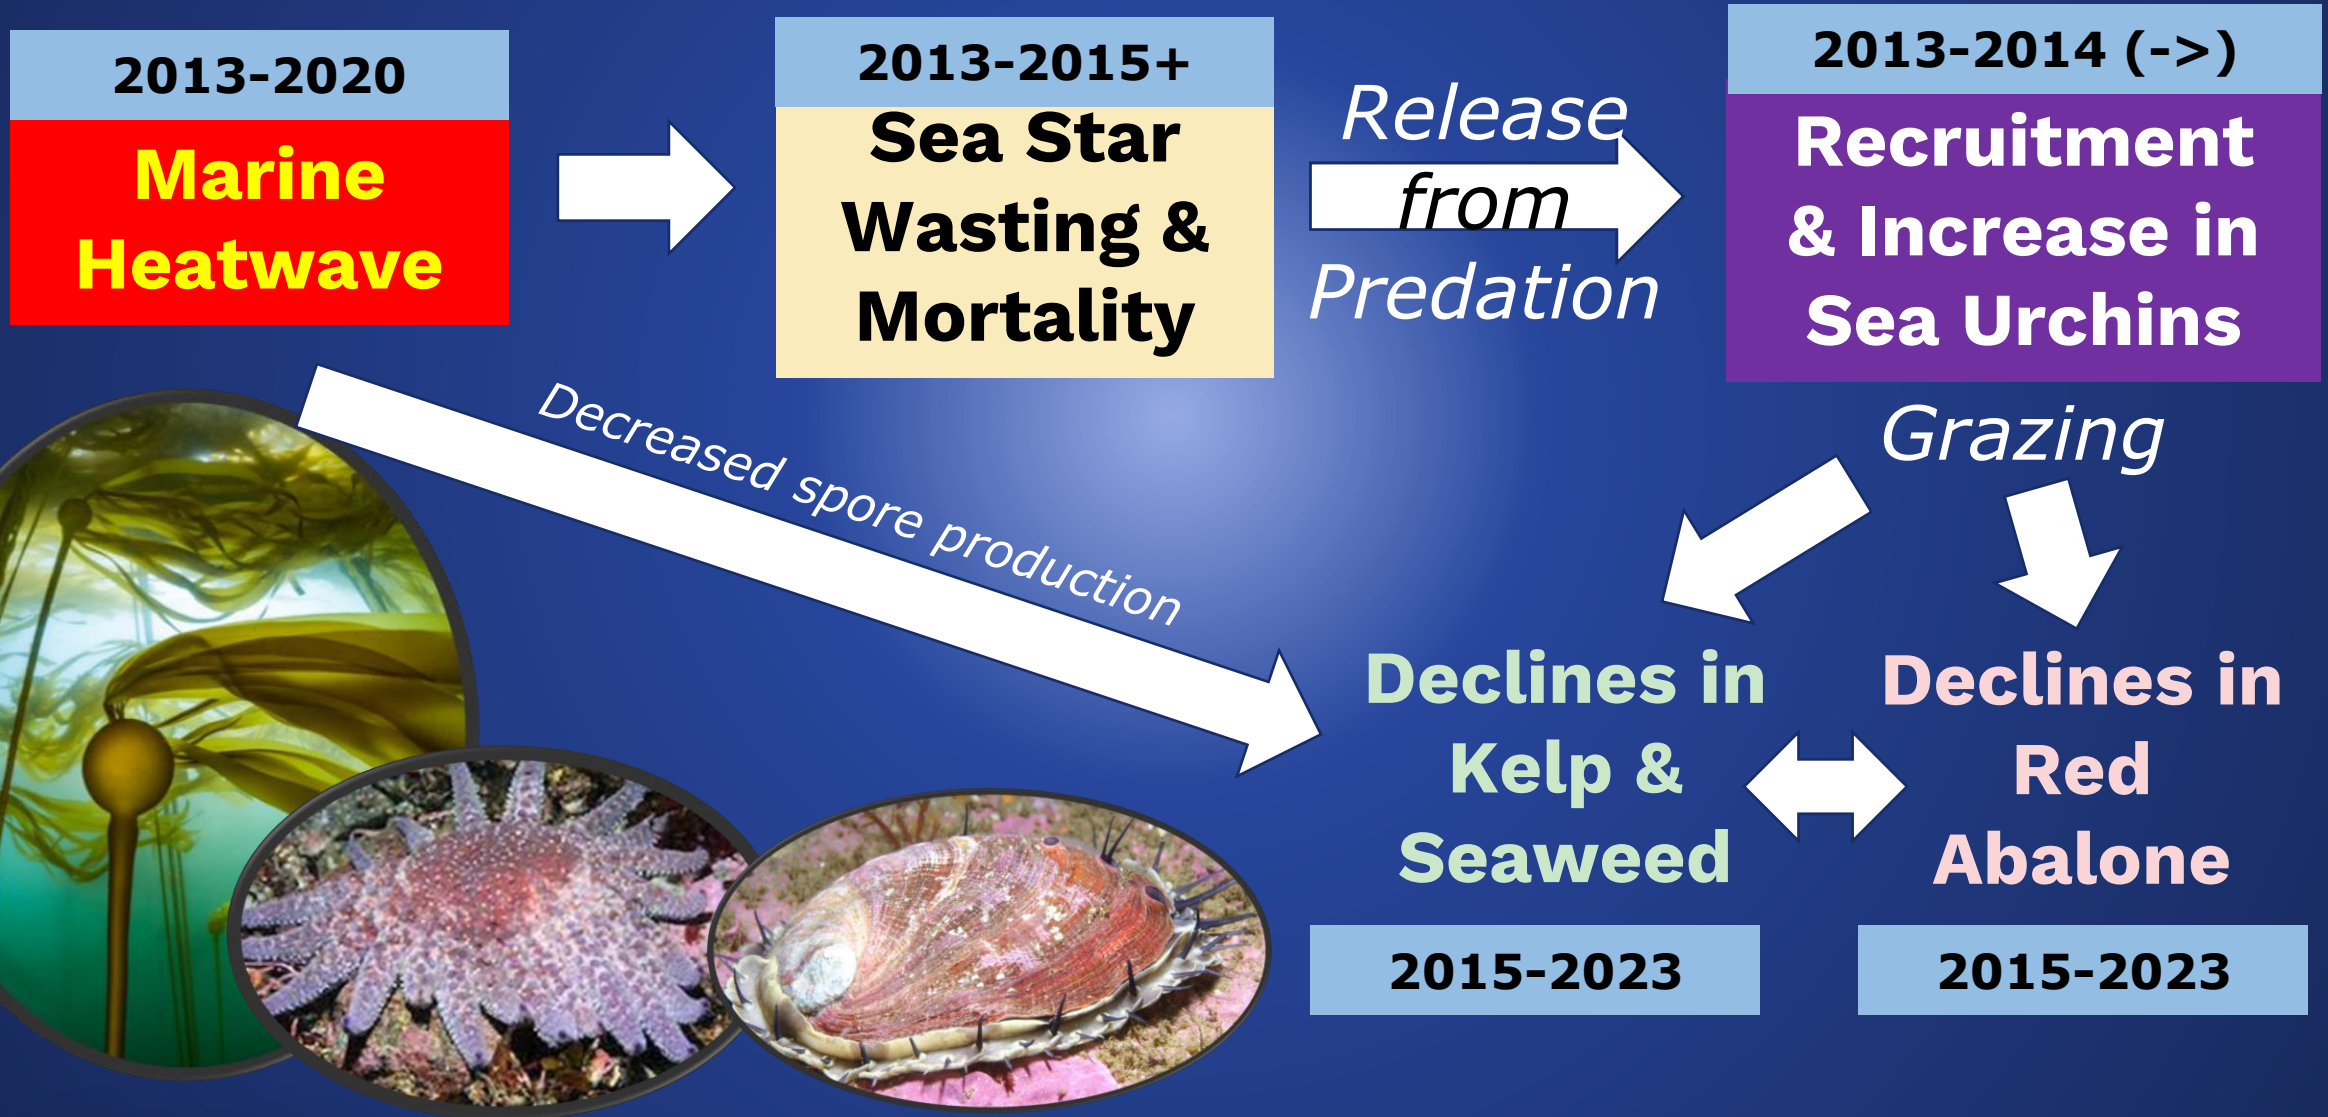 2013-2020
Marine
Heatwave
2013-2015+
Sea Star
Wasting &
Mortality
Release
from
Predation
2013-2014 (->)
Recruitment
& Increase in
Sea Urchins
Decreased spore production
Grazing
Declines in
Kelp &
Seaweed
2015-2023
Declines in
Red
Abalone
2015-2023